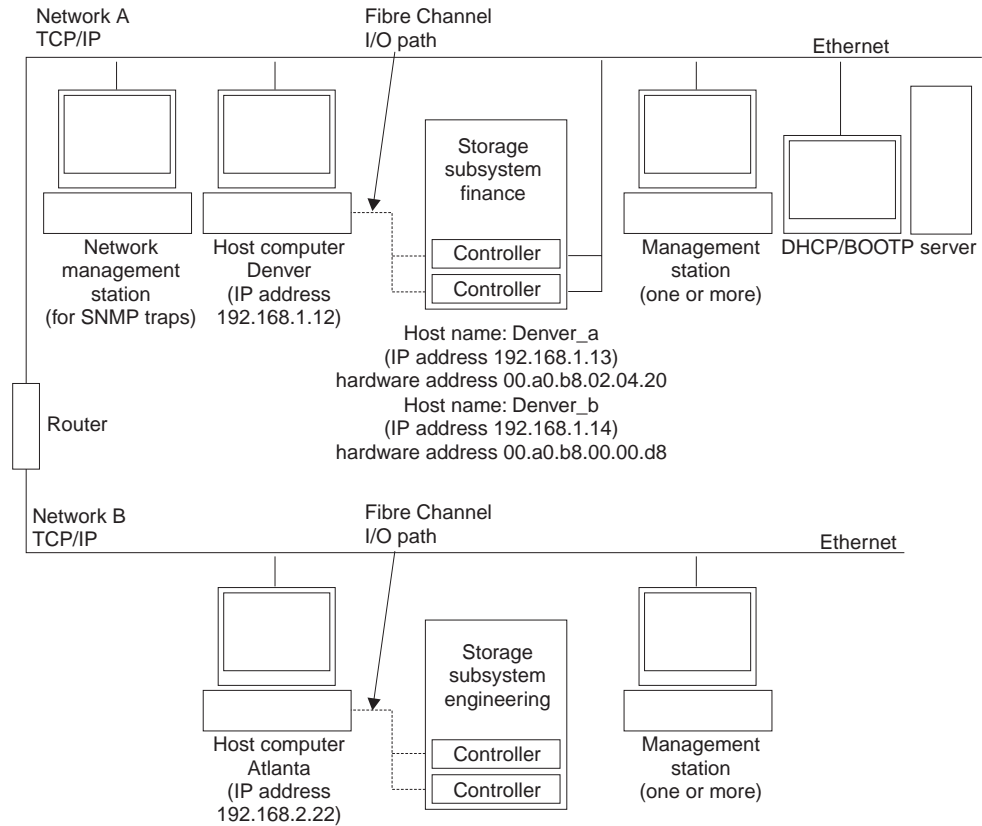 Network A
TCP/IP
Fibre Channel
I/O path
Ethernet
Storage
subsystem
finance
Controller
Controller
Network
management
station
(for SNMP traps)
Host computer
Denver
(IP address
192.168.1.12)
Management
station
(one or more)
DHCP/BOOTP server
Host name: Denver_a
(IP address 192.168.1.13)
hardware address 00.a0.b8.02.04.20
Host name: Denver_b
(IP address 192.168.1.14)
hardware address 00.a0.b8.00.00.d8
Router
Network B
TCP/IP
Fibre Channel
I/O path
Ethernet
Storage
subsystem
engineering
Controller
Controller
Host computer
Atlanta
(IP address
192.168.2.22)
Management
station
(one or more)